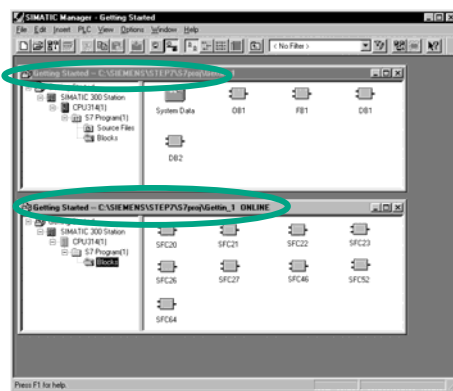 SIMATIC Manager - Getting Started
File Edit Insert PLC View Options Window Help
< No Filter >
Getting Started -- C:\SIEMENS\STEP7\S7proj\Gettin_1
SIMATIC 300 Station
CPU314(1)
S7 Program(1)
Source Files
Blocks
System Data OB1 FB1 DB1
DB2
Getting Started -- C:\SIEMENS\STEP7\S7proj\Gettin_1 ONLINE
SIMATIC 300 Station
CPU314(1)
S7 Program(1)
Blocks
SFC20 SFC21 SFC22 SFC23
SFC26 SFC27 SFC46 SFC52
SFC64
Press F1 for help.